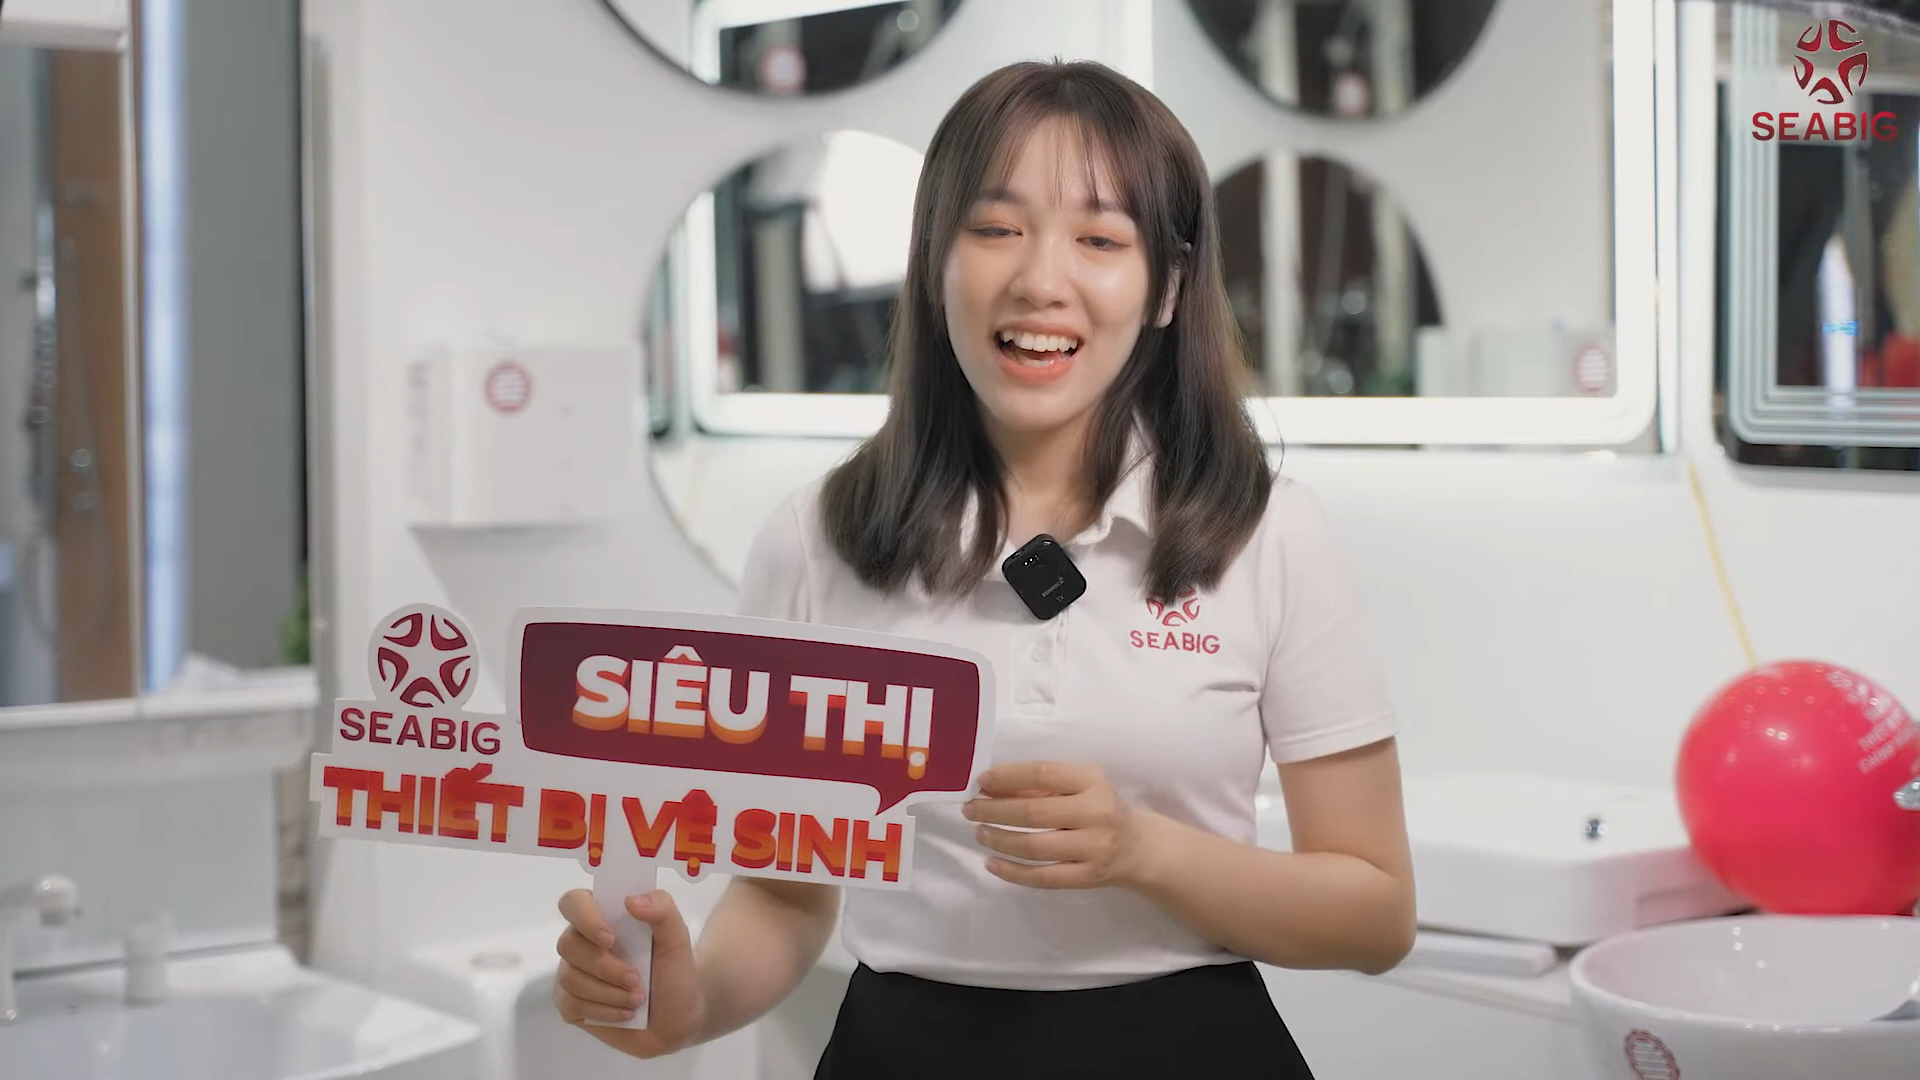 SEABIG
SEABIG
SEABIG
SIÊU THỊ
THIẾT BỊ VỆ SINH